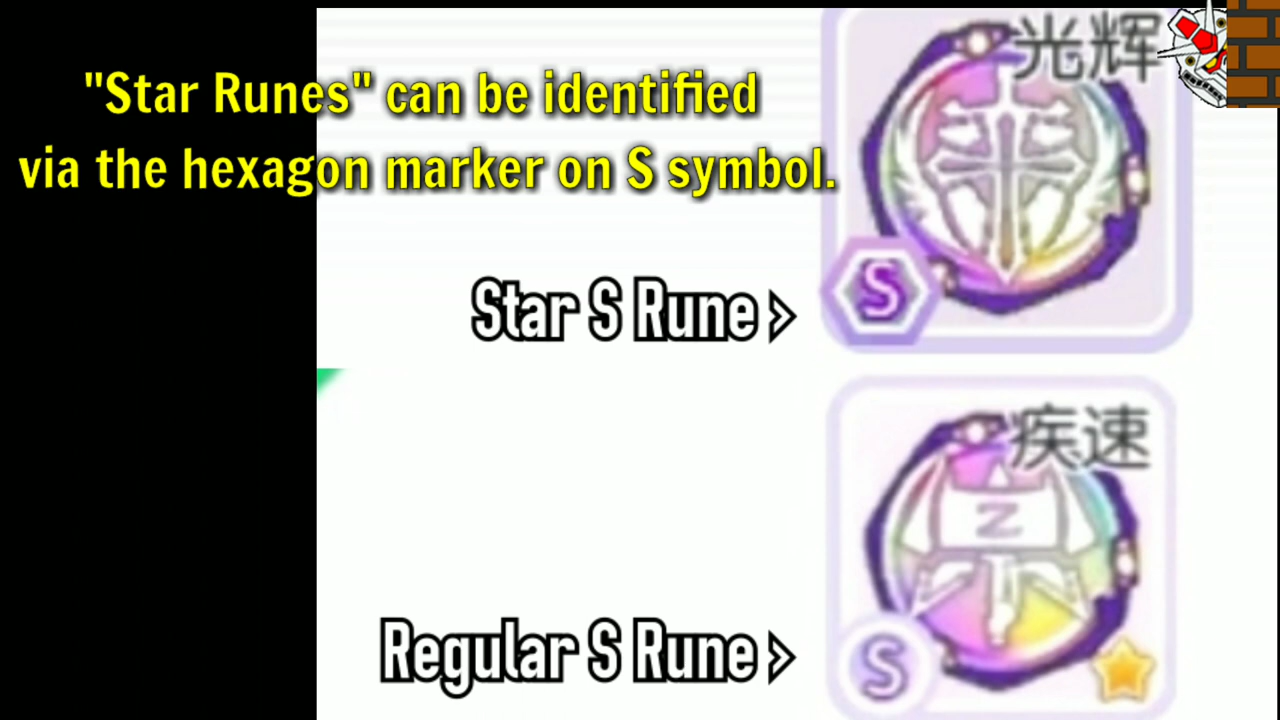 "Star Runes" can be identified
via the hexagon marker on S symbol.
光辉
Star S Rune >
S
疾速
Z
Regular S Rune >
S